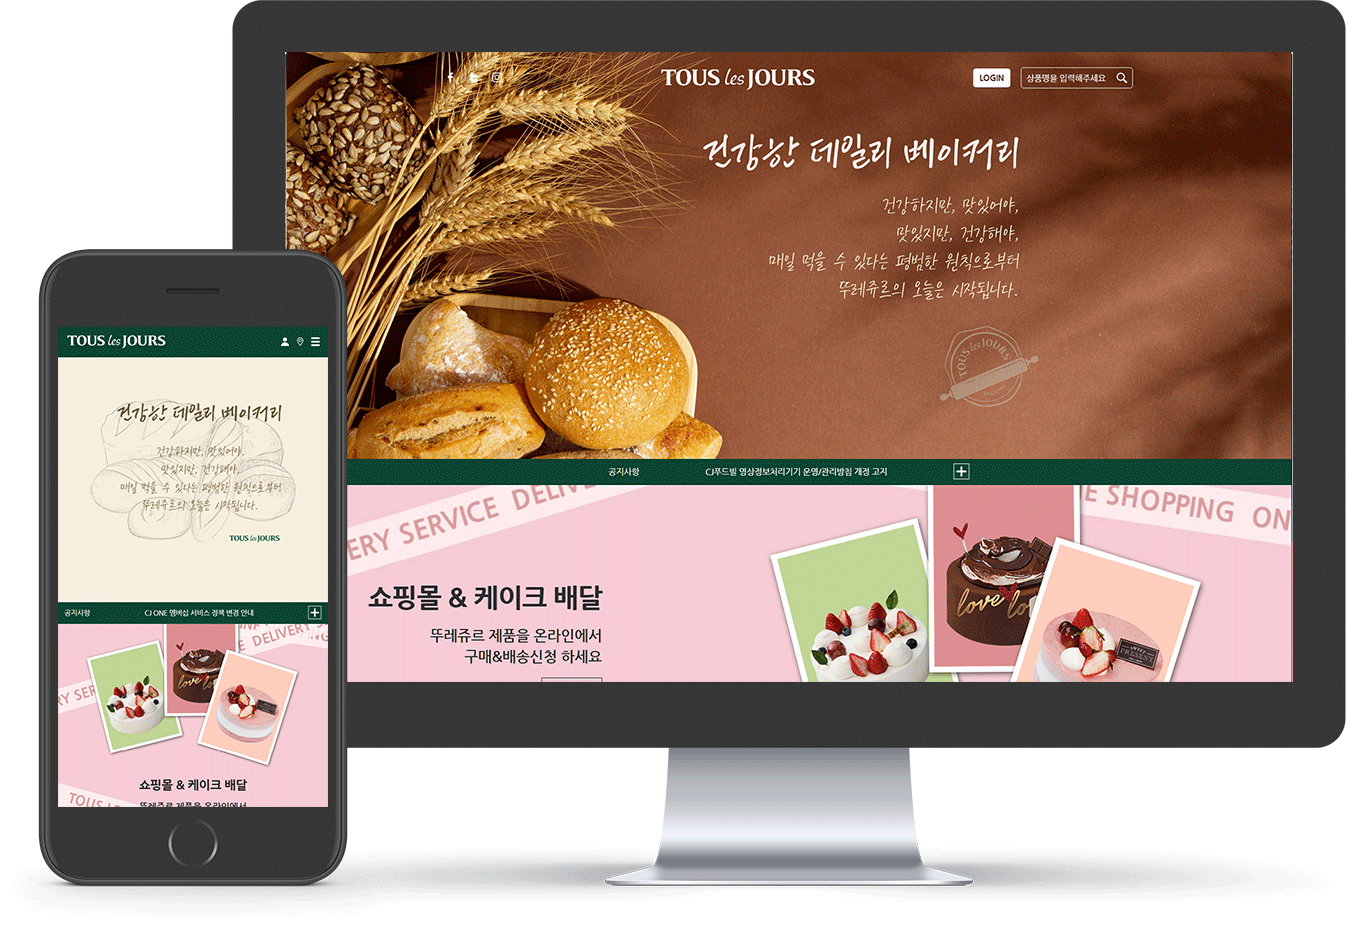 TOUS les JOURS
LOGIN
상품명을 입력해주세요
건강한 데일리 베이커리
건강하지만, 맛있어야,
맛있지만, 건강해야,
매일 먹을 수 있다는 평범한 원칙으로부터
뚜레쥬르의 오늘은 시작됩니다.
TOUS les JOURS
공지사항
CJ푸드빌 영상정보처리기기 운영/관리방침 개정 고지
ERY SERVICE DELIVE
E SHOPPING ON
쇼핑몰 & 케이크 배달
뚜레쥬르 제품을 온라인에서
구매&배송신청 하세요
love lo
PRESENT
TOUS les JOURS
건강한 데일리 베이커리
건강하지만, 맛있어야,
맛있지만, 건강해야,
매일 먹을 수 있다는 평범한 원칙으로부터
뚜레쥬르의 오늘은 시작됩니다.
TOUS les JOURS
공지사항
CJ ONE 멤버십 서비스 정책 변경 안내
E DELIVERY
RY SER
love lo
쇼핑몰 & 케이크 배달
뚜레쥬르 제품을 온라인에서
TOUS